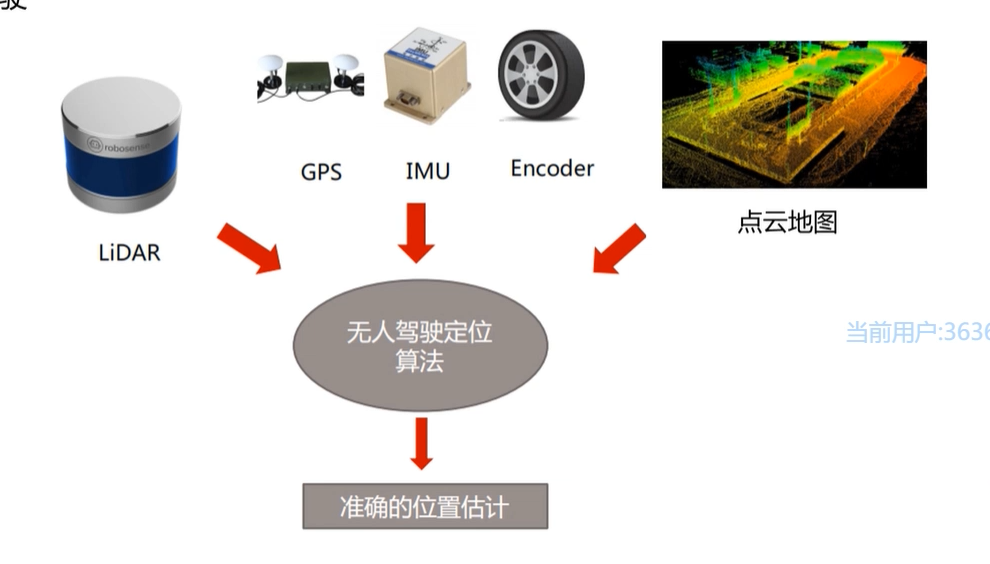 驶
robosense
GPS
IMU
Encoder
LiDAR
点云地图
无人驾驶定位
算法
当前用户:3636
准确的位置估计